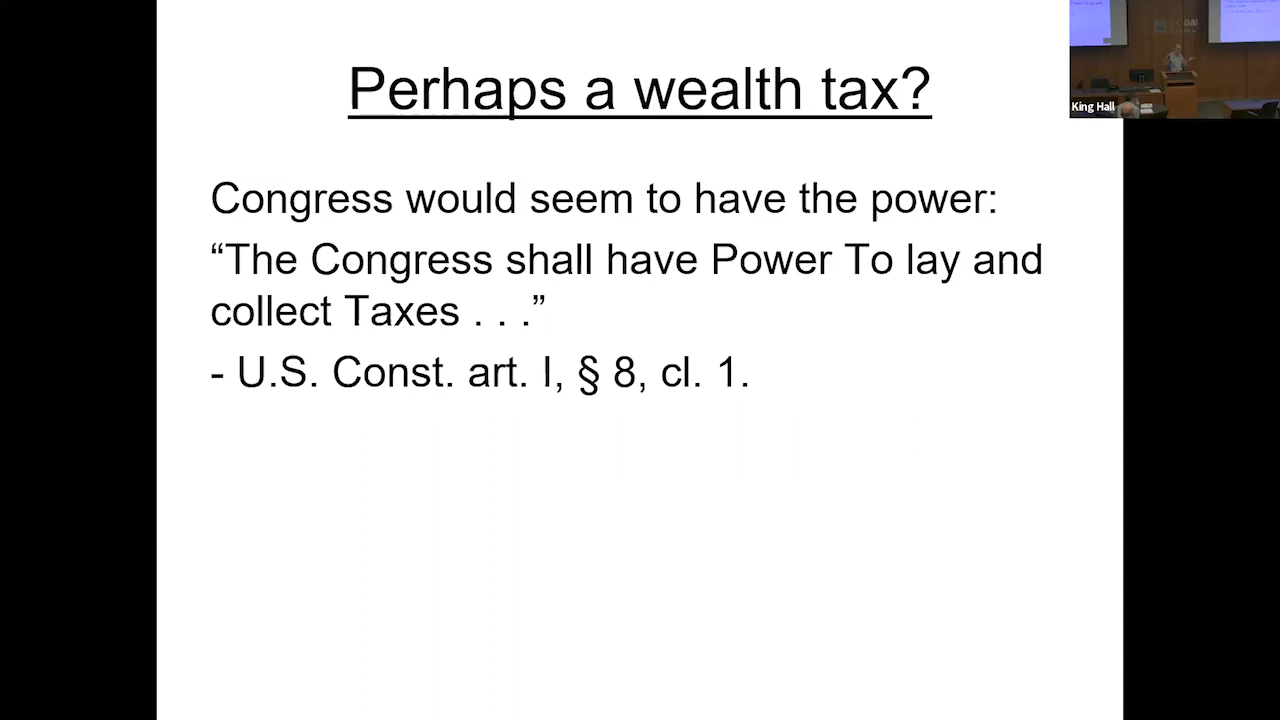 Perhaps a wealth tax?
Congress would seem to have the power:
“The Congress shall have Power To lay and
collect Taxes . . .”
- U.S. Const. art. I, § 8, cl. 1.
King Hall